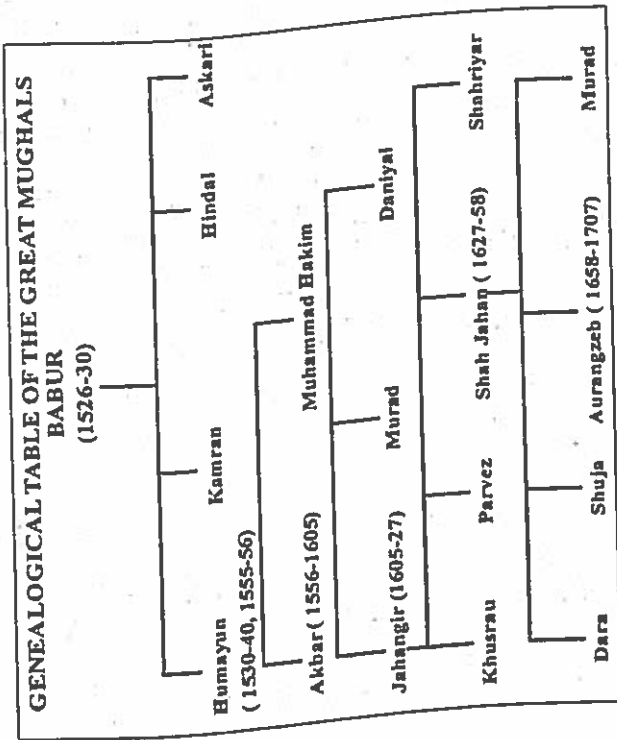 GENEALOGICAL TABLE OF THE GREAT MUGHALS
BABUR
(1526-30)
Humayun Kamran Hindal Askari
( 1530-40, 1555-56)
Akbar ( 1556-1605) Muhammad Hakim
Jahangir (1605-27) Murad Daniyal
Khusrau Parvez Shah Jahan ( 1627-58) Shahriyar
Dara Shuja Aurangzeb ( 1658-1707) Murad